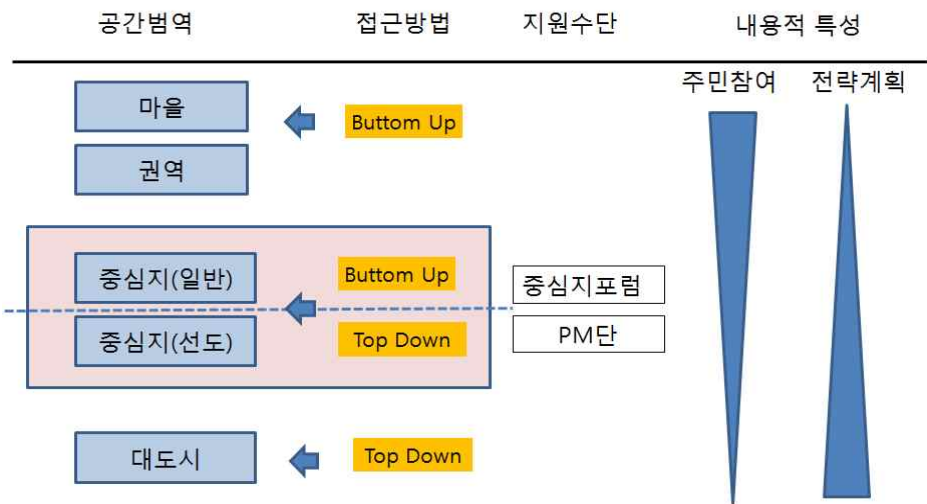 공간범역 접근방법 지원수단 내용적 특성
주민참여 전략계획
마을
Buttom Up
권역
중심지(일반)
Buttom Up
중심지포럼
중심지(선도)
Top Down
PM단
대도시
Top Down